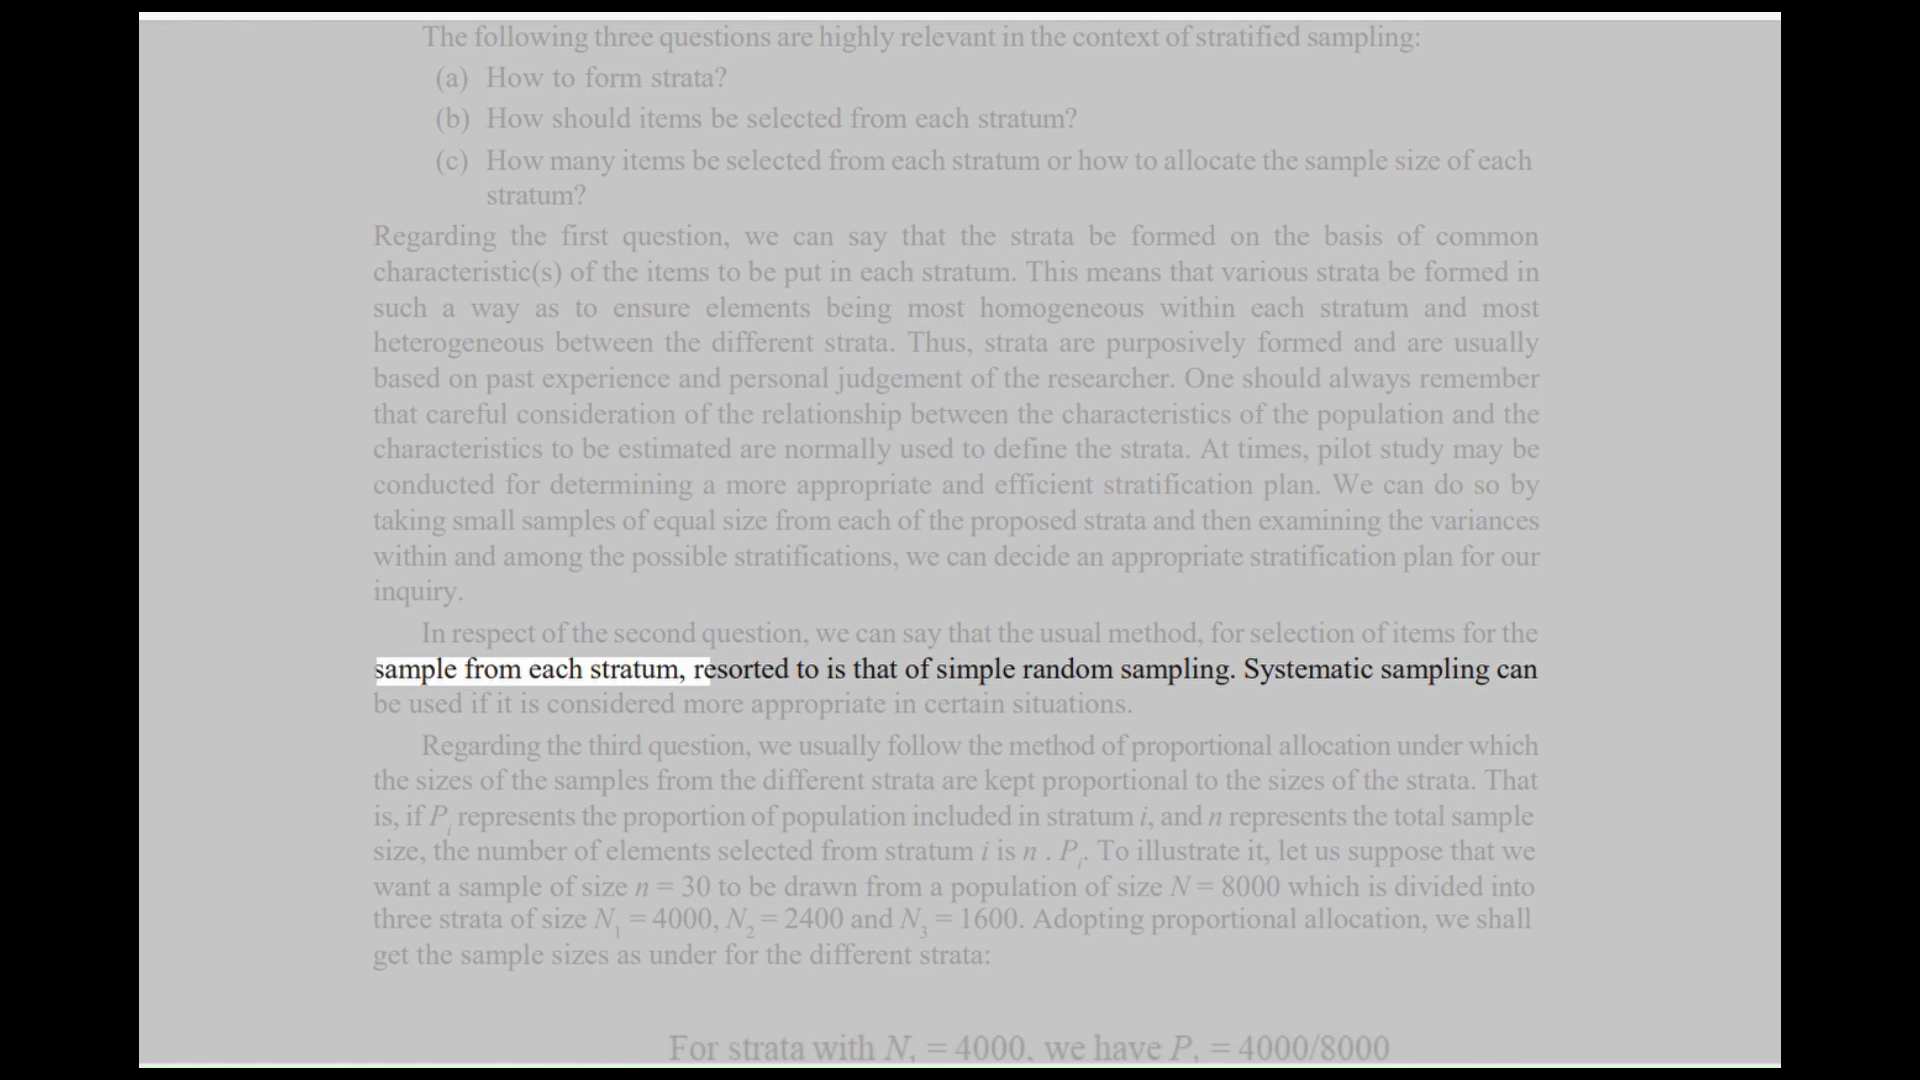 The following three questions are highly relevant in the context of stratified sampling:
(a) How to form strata?
(b) How should items be selected from each stratum?
(c) How many items be selected from each stratum or how to allocate the sample size of each
stratum?
Regarding the first question, we can say that the strata be formed on the basis of common
characteristic(s) of the items to be put in each stratum. This means that various strata be formed in
such a way as to ensure elements being most homogeneous within each stratum and most
heterogeneous between the different strata. Thus, strata are purposively formed and are usually
based on past experience and personal judgement of the researcher. One should always remember
that careful consideration of the relationship between the characteristics of the population and the
characteristics to be estimated are normally used to define the strata. At times, pilot study may be
conducted for determining a more appropriate and efficient stratification plan. We can do so by
taking small samples of equal size from each of the proposed strata and then examining the variances
within and among the possible stratifications, we can decide an appropriate stratification plan for our
inquiry.
In respect of the second question, we can say that the usual method, for selection of items for the
sample from each stratum, resorted to is that of simple random sampling. Systematic sampling can
be used if it is considered more appropriate in certain situations.
Regarding the third question, we usually follow the method of proportional allocation under which
the sizes of the samples from the different strata are kept proportional to the sizes of the strata. That
is, if P_i represents the proportion of population included in stratum i, and n represents the total sample
size, the number of elements selected from stratum i is n . P_i. To illustrate it, let us suppose that we
want a sample of size n = 30 to be drawn from a population of size N = 8000 which is divided into
three strata of size N₁ = 4000, N₂ = 2400 and N₃ = 1600. Adopting proportional allocation, we shall
get the sample sizes as under for the different strata:
For strata with N₁ = 4000, we have P₁ = 4000/8000